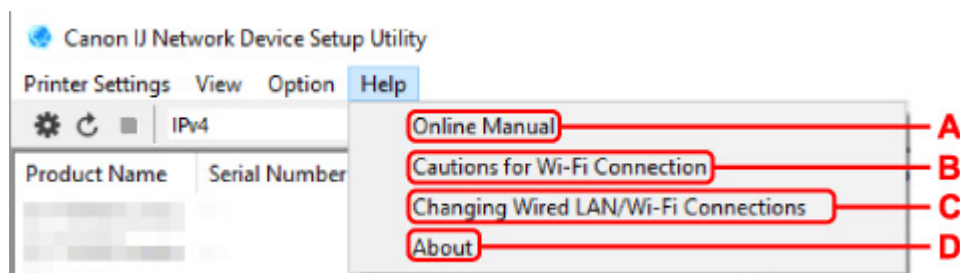 Canon IJ Network Device Setup Utility
Printer Settings View Option Help
IPv4
Online Manual A
Cautions for Wi-Fi Connection B
Product Name Serial Number
Changing Wired LAN/Wi-Fi Connections C
About D